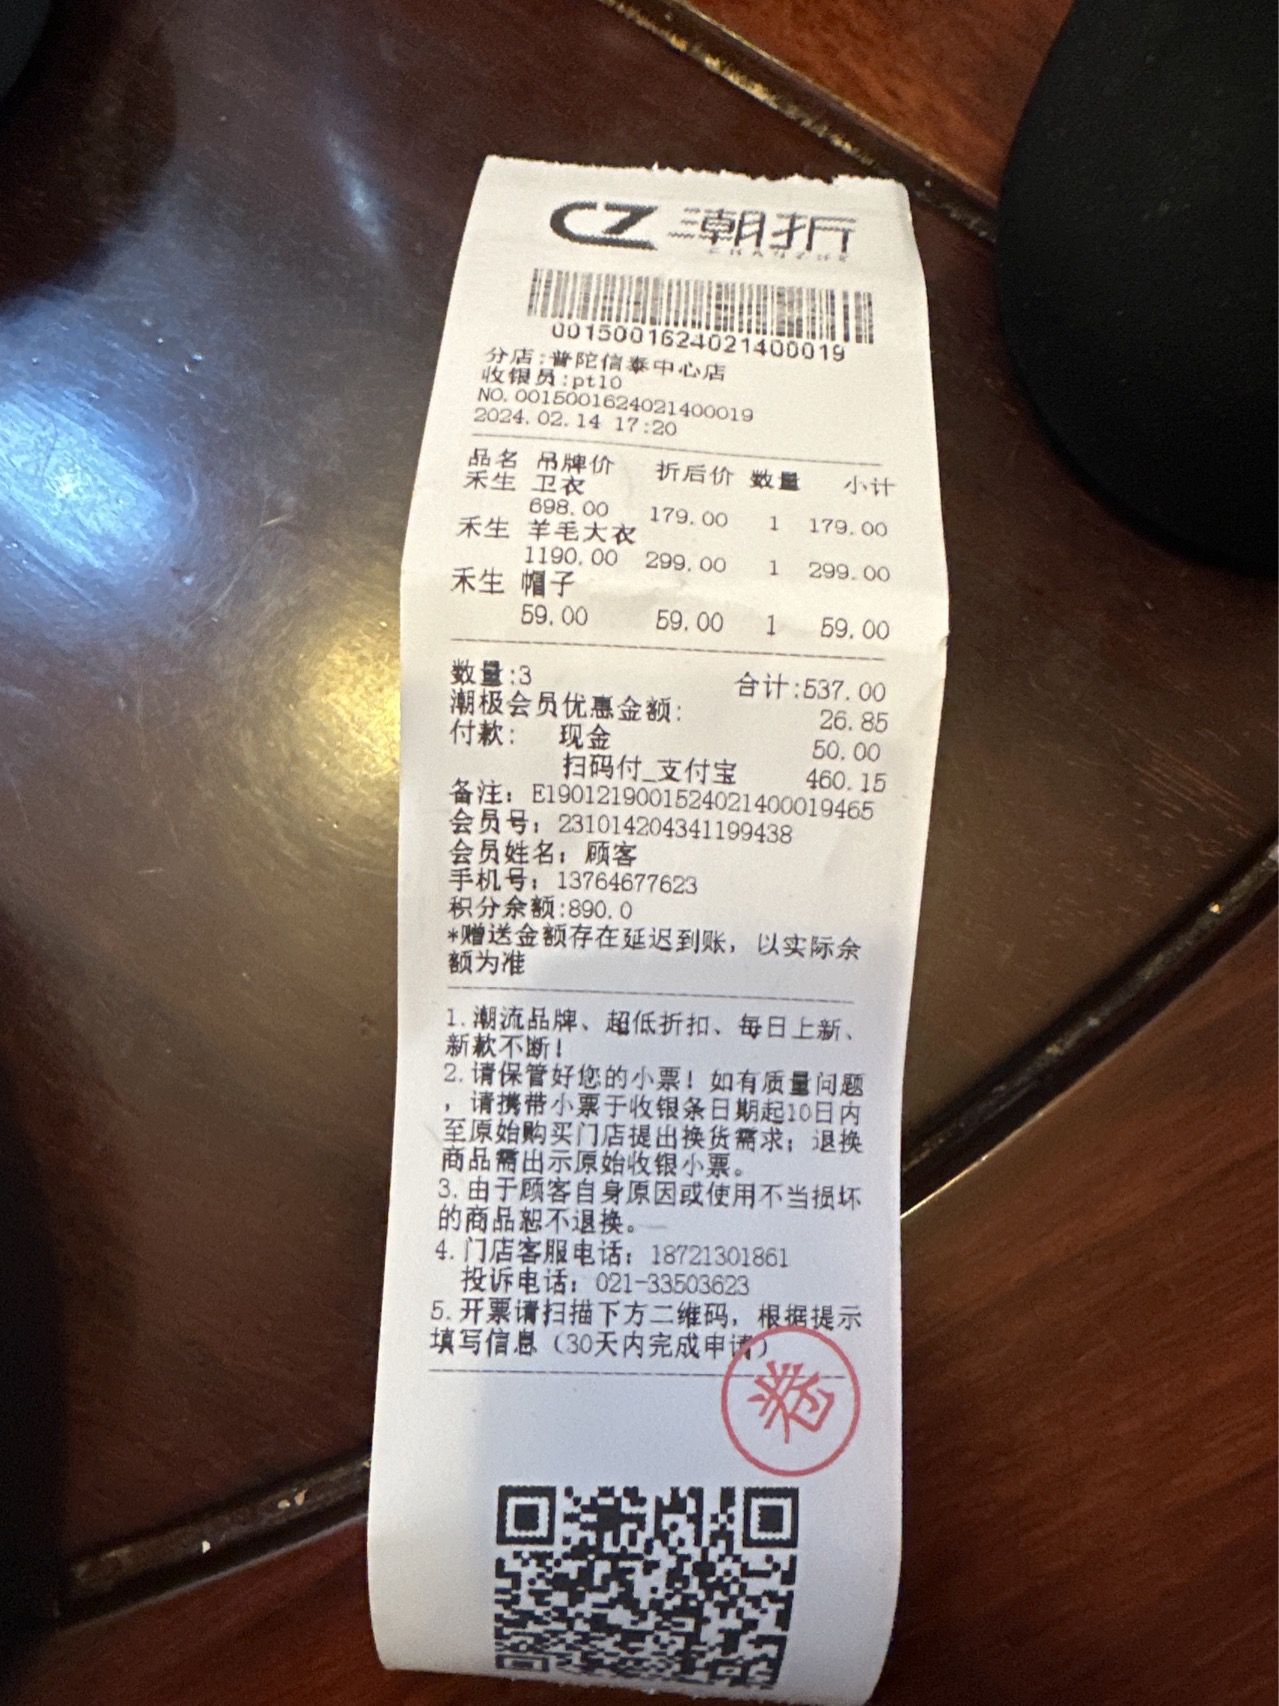 CZ 潮折
0015001624021400019
分店:普陀信泰中心店
收银员:pt10
NO.0015001624021400019
2024.02.14 17:20
品名 吊牌价 折后价 数量 小计
禾生 卫衣
698.00 179.00 1 179.00
禾生 羊毛大衣
1190.00 299.00 1 299.00
禾生 帽子
59.00 59.00 1 59.00
数量:3 合计:537.00
潮极会员优惠金额: 26.85
付款: 现金 50.00
扫码付_支付宝 460.15
备注: E1901219001524021400019465
会员号: 231014204341199438
会员姓名: 顾客
手机号: 13764677623
积分余额:890.0
*赠送金额存在延迟到账, 以实际余
额为准
1.潮流品牌、超低折扣、每日上新、
新款不断!
2.请保管好您的小票! 如有质量问题
, 请携带小票于收银条日期起10日内
至原始购买门店提出换货需求; 退换
商品需出示原始收银小票。
3.由于顾客自身原因或使用不当损坏
的商品恕不退换。
4.门店客服电话: 18721301861
投诉电话: 021-33503623
5.开票请扫描下方二维码, 根据提示
填写信息 (30天内完成申请)